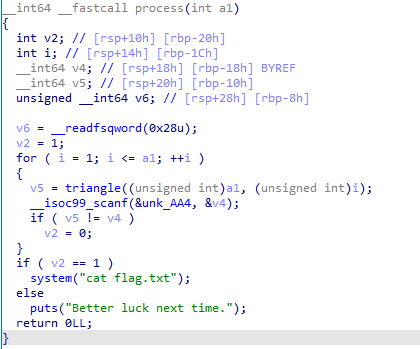 __int64 __fastcall process(int a1)
{
int v2; // [rsp+10h] [rbp-20h]
int i; // [rsp+14h] [rbp-1Ch]
__int64 v4; // [rsp+18h] [rbp-18h] BYREF
__int64 v5; // [rsp+20h] [rbp-10h]
unsigned __int64 v6; // [rsp+28h] [rbp-8h]

v6 = __readfsqword(0x28u);
v2 = 1;
for ( i = 1; i <= a1; ++i )
{
v5 = triangle((unsigned int)a1, (unsigned int)i);
__isoc99_scanf(&unk_AA4, &v4);
if ( v5 != v4 )
v2 = 0;
}
if ( v2 == 1 )
system("cat flag.txt");
else
puts("Better luck next time.");
return 0LL;
}